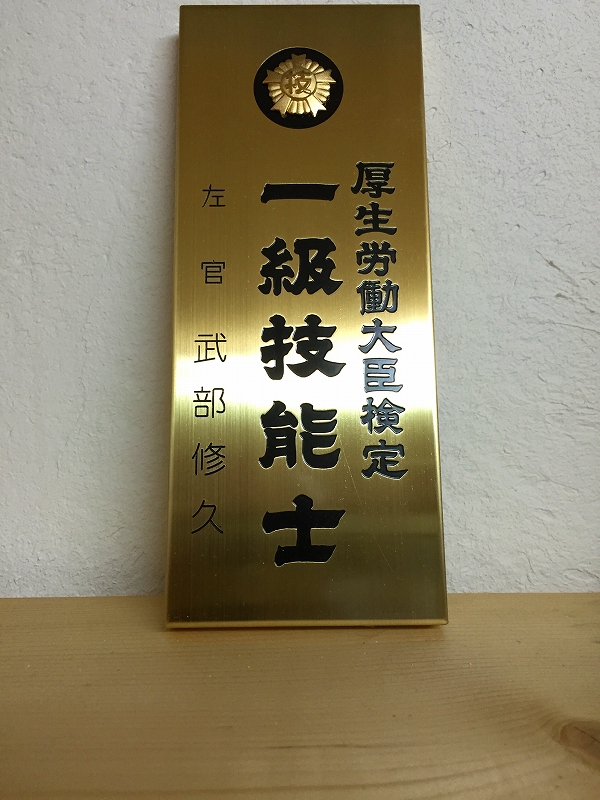 技
厚生労働大臣検定
一級技能士
左官 武部修久